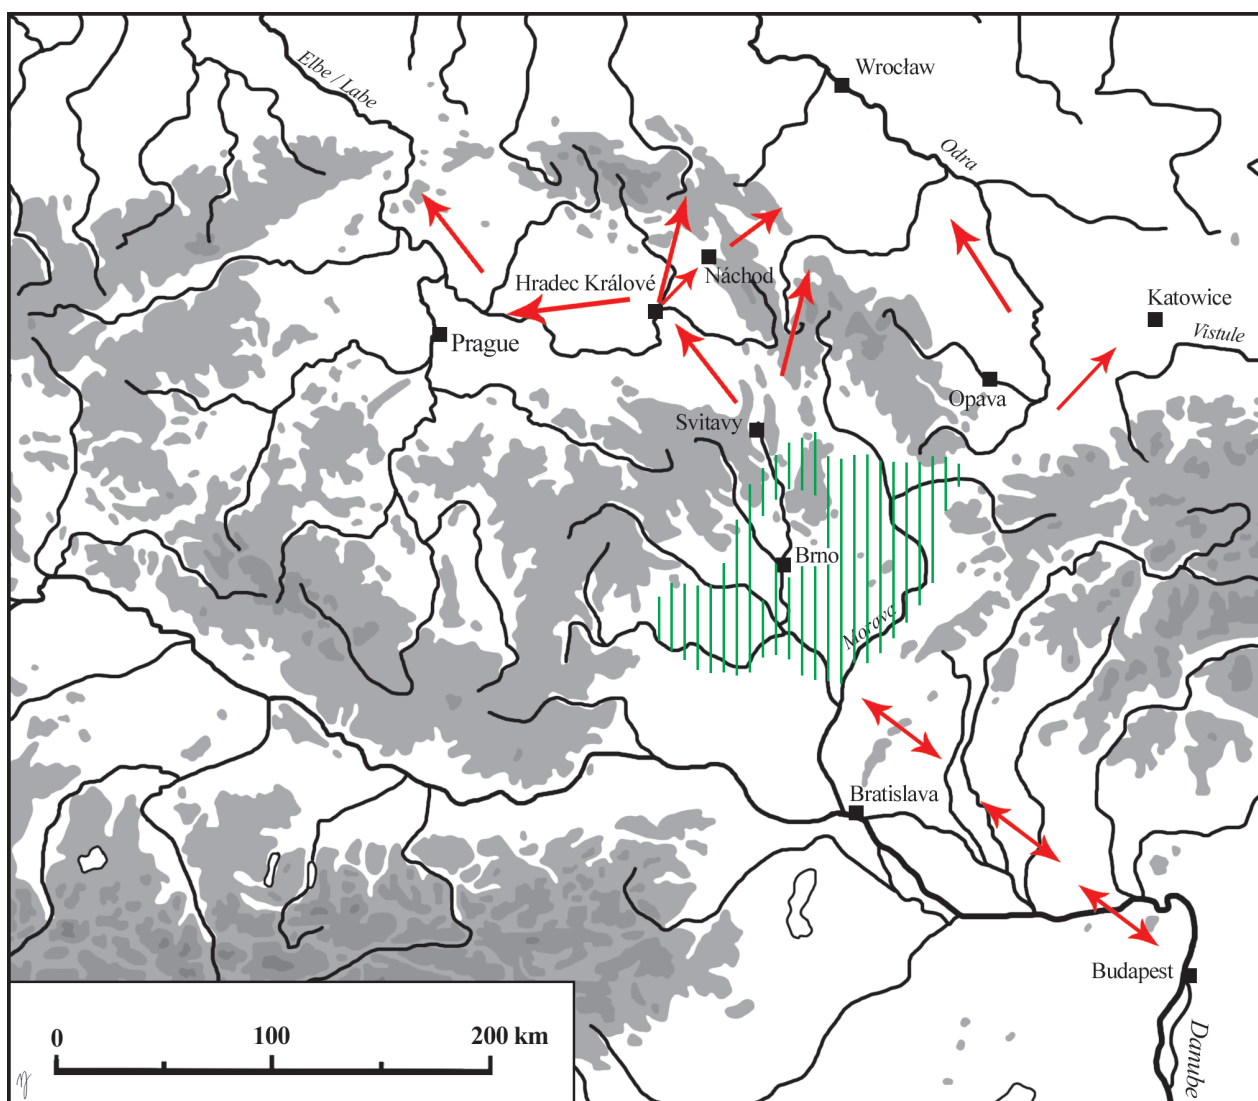 Elbe / Labe
Wrocław
Odra
Náchod
Hradec Králové
Katowice
Vistule
Prague
Opava
Svitavy
Brno
Morava
Bratislava
Budapest
Danube
0 100 200 km